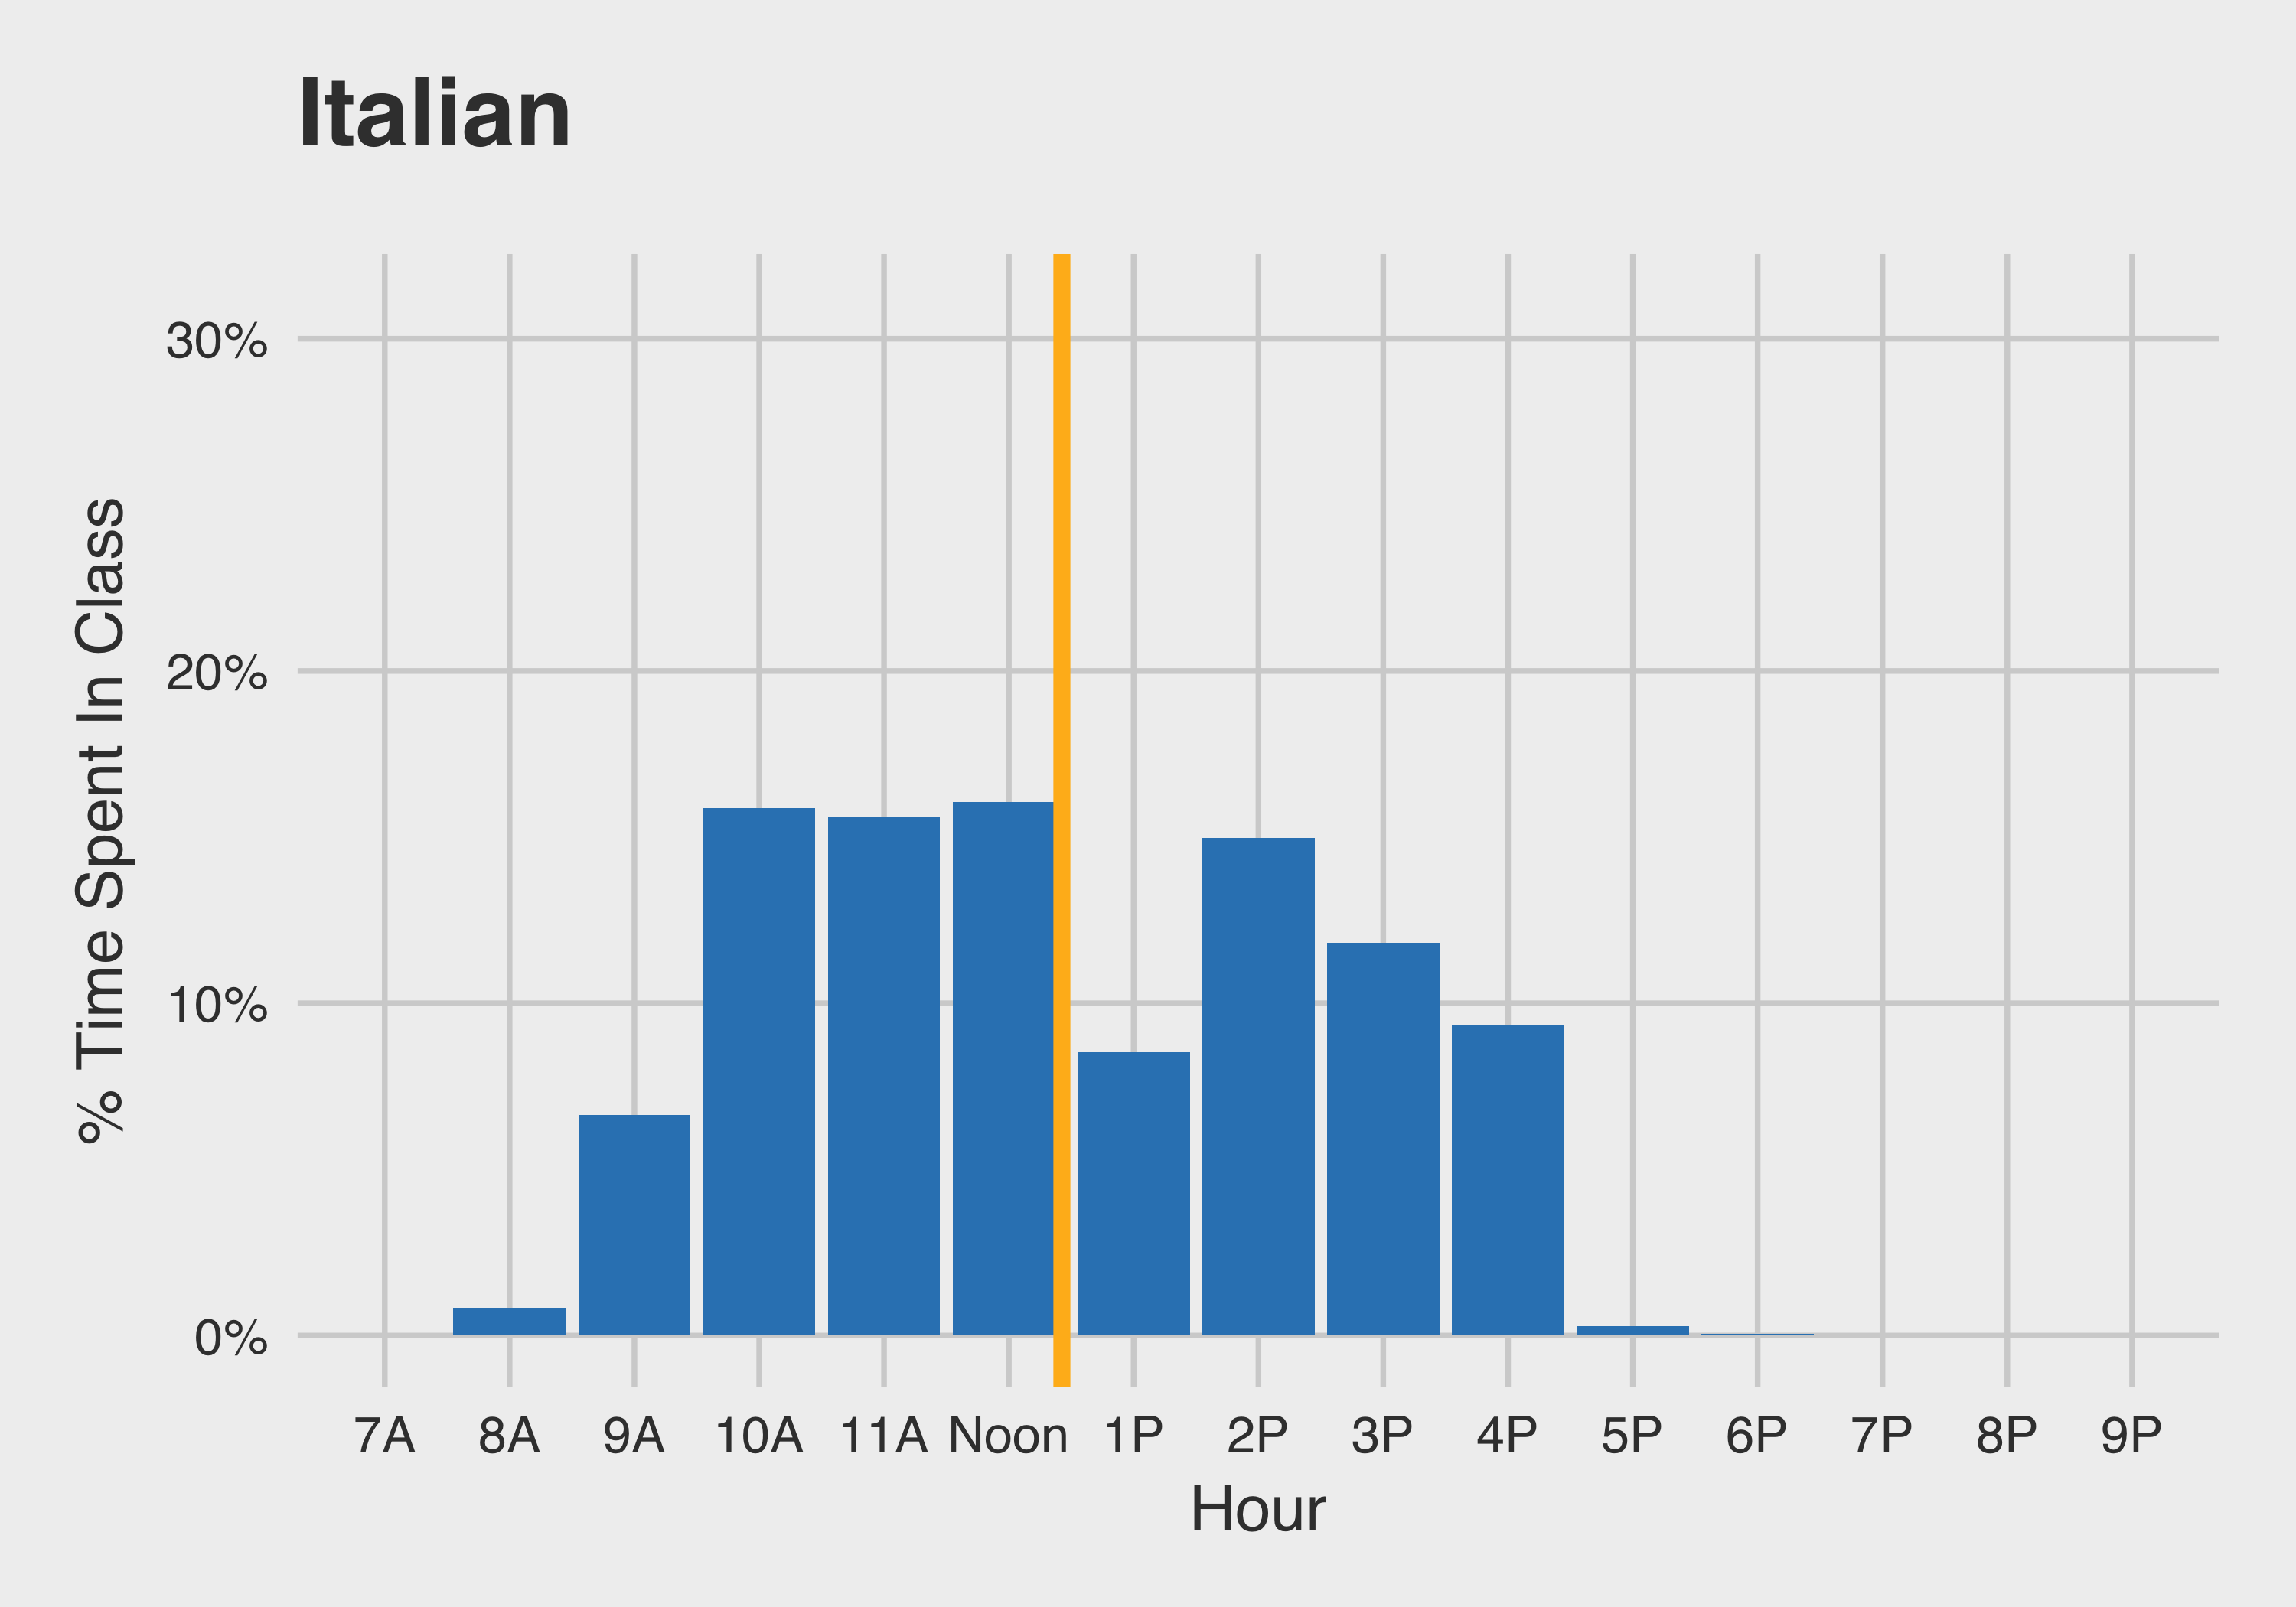 Italian
% Time Spent In Class
30%
20%
10%
0%
7A 8A 9A 10A 11A Noon 1P 2P 3P 4P 5P 6P 7P 8P 9P
Hour